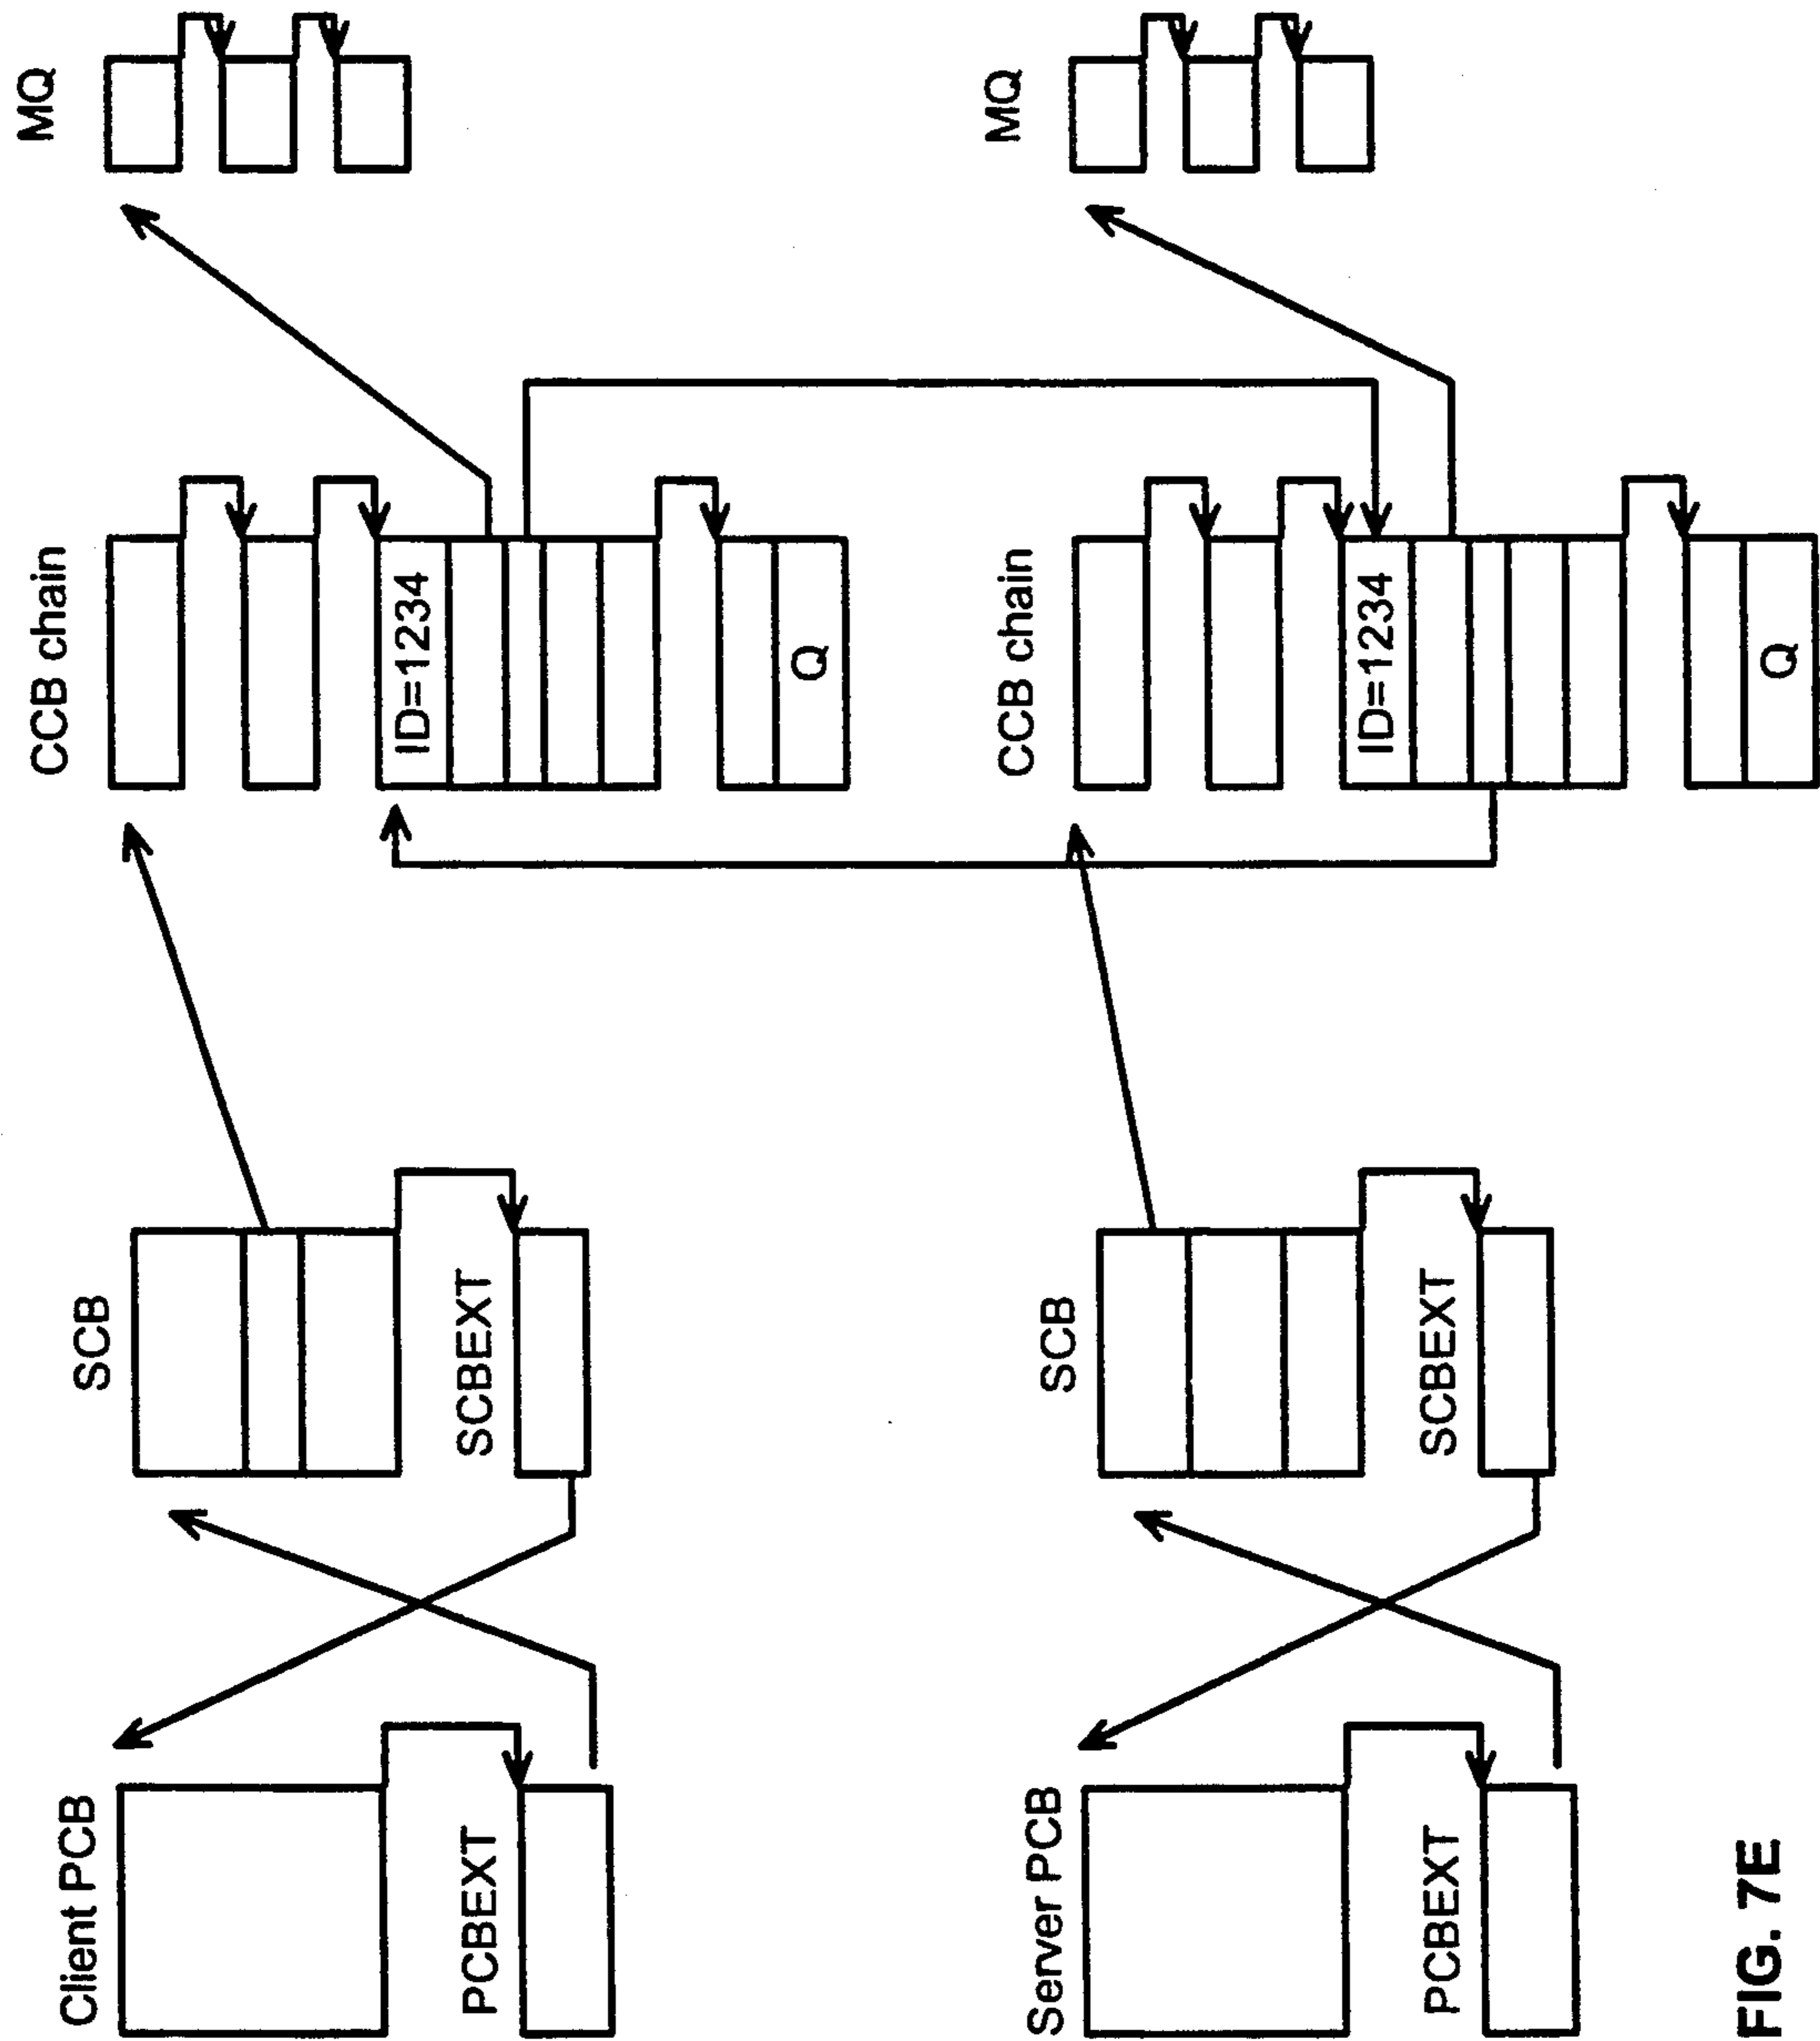 Client PCB
PCBEXT
SCB
SCBEXT
CCB chain
ID=1234
Q
MQ
Server PCB
PCBEXT
SCB
SCBEXT
CCB chain
ID=1234
Q
MQ
FIG. 7E